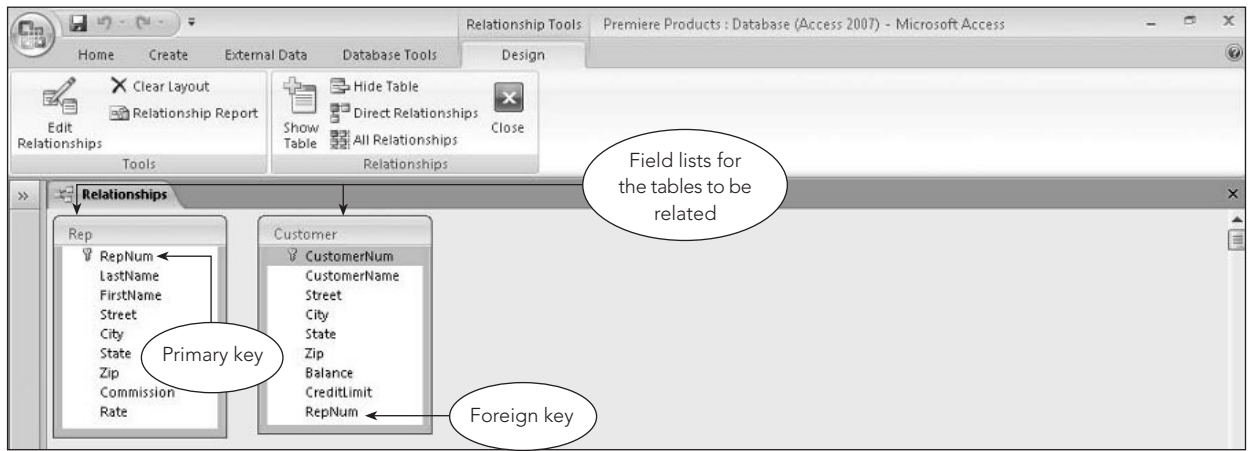 Relationship Tools
Premiere Products : Database (Access 2007) - Microsoft Access
Home Create External Data Database Tools Design
Edit Relationships
Clear Layout
Relationship Report
Tools
Show Table
Hide Table
Direct Relationships
All Relationships
Close
Relationships
Field lists for
the tables to be
related
Relationships
Rep
RepNum
LastName
FirstName
Street
City
State
Zip
Commission
Rate
Primary key
Customer
CustomerNum
CustomerName
Street
City
State
Zip
Balance
CreditLimit
RepNum
Foreign key